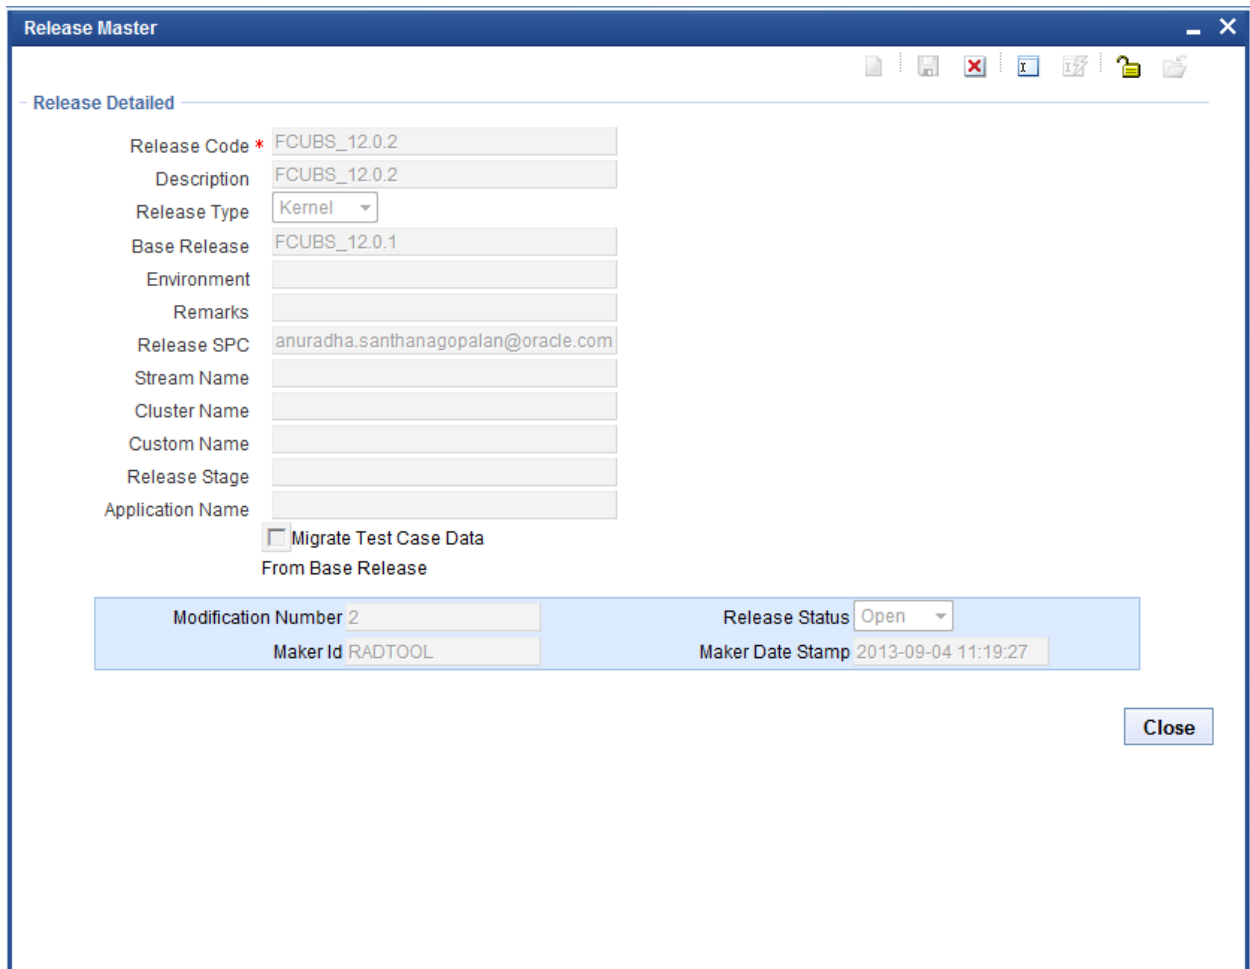 Release Master
Release Detailed
Release Code * FCUBS_12.0.2
Description FCUBS_12.0.2
Release Type Kernel
Base Release FCUBS_12.0.1
Environment
Remarks
Release SPC anuradha.santhanagopalan@oracle.com
Stream Name
Cluster Name
Custom Name
Release Stage
Application Name
Migrate Test Case Data
From Base Release
Modification Number 2 Release Status Open
Maker Id RADTOOL Maker Date Stamp 2013-09-04 11:19:27
Close